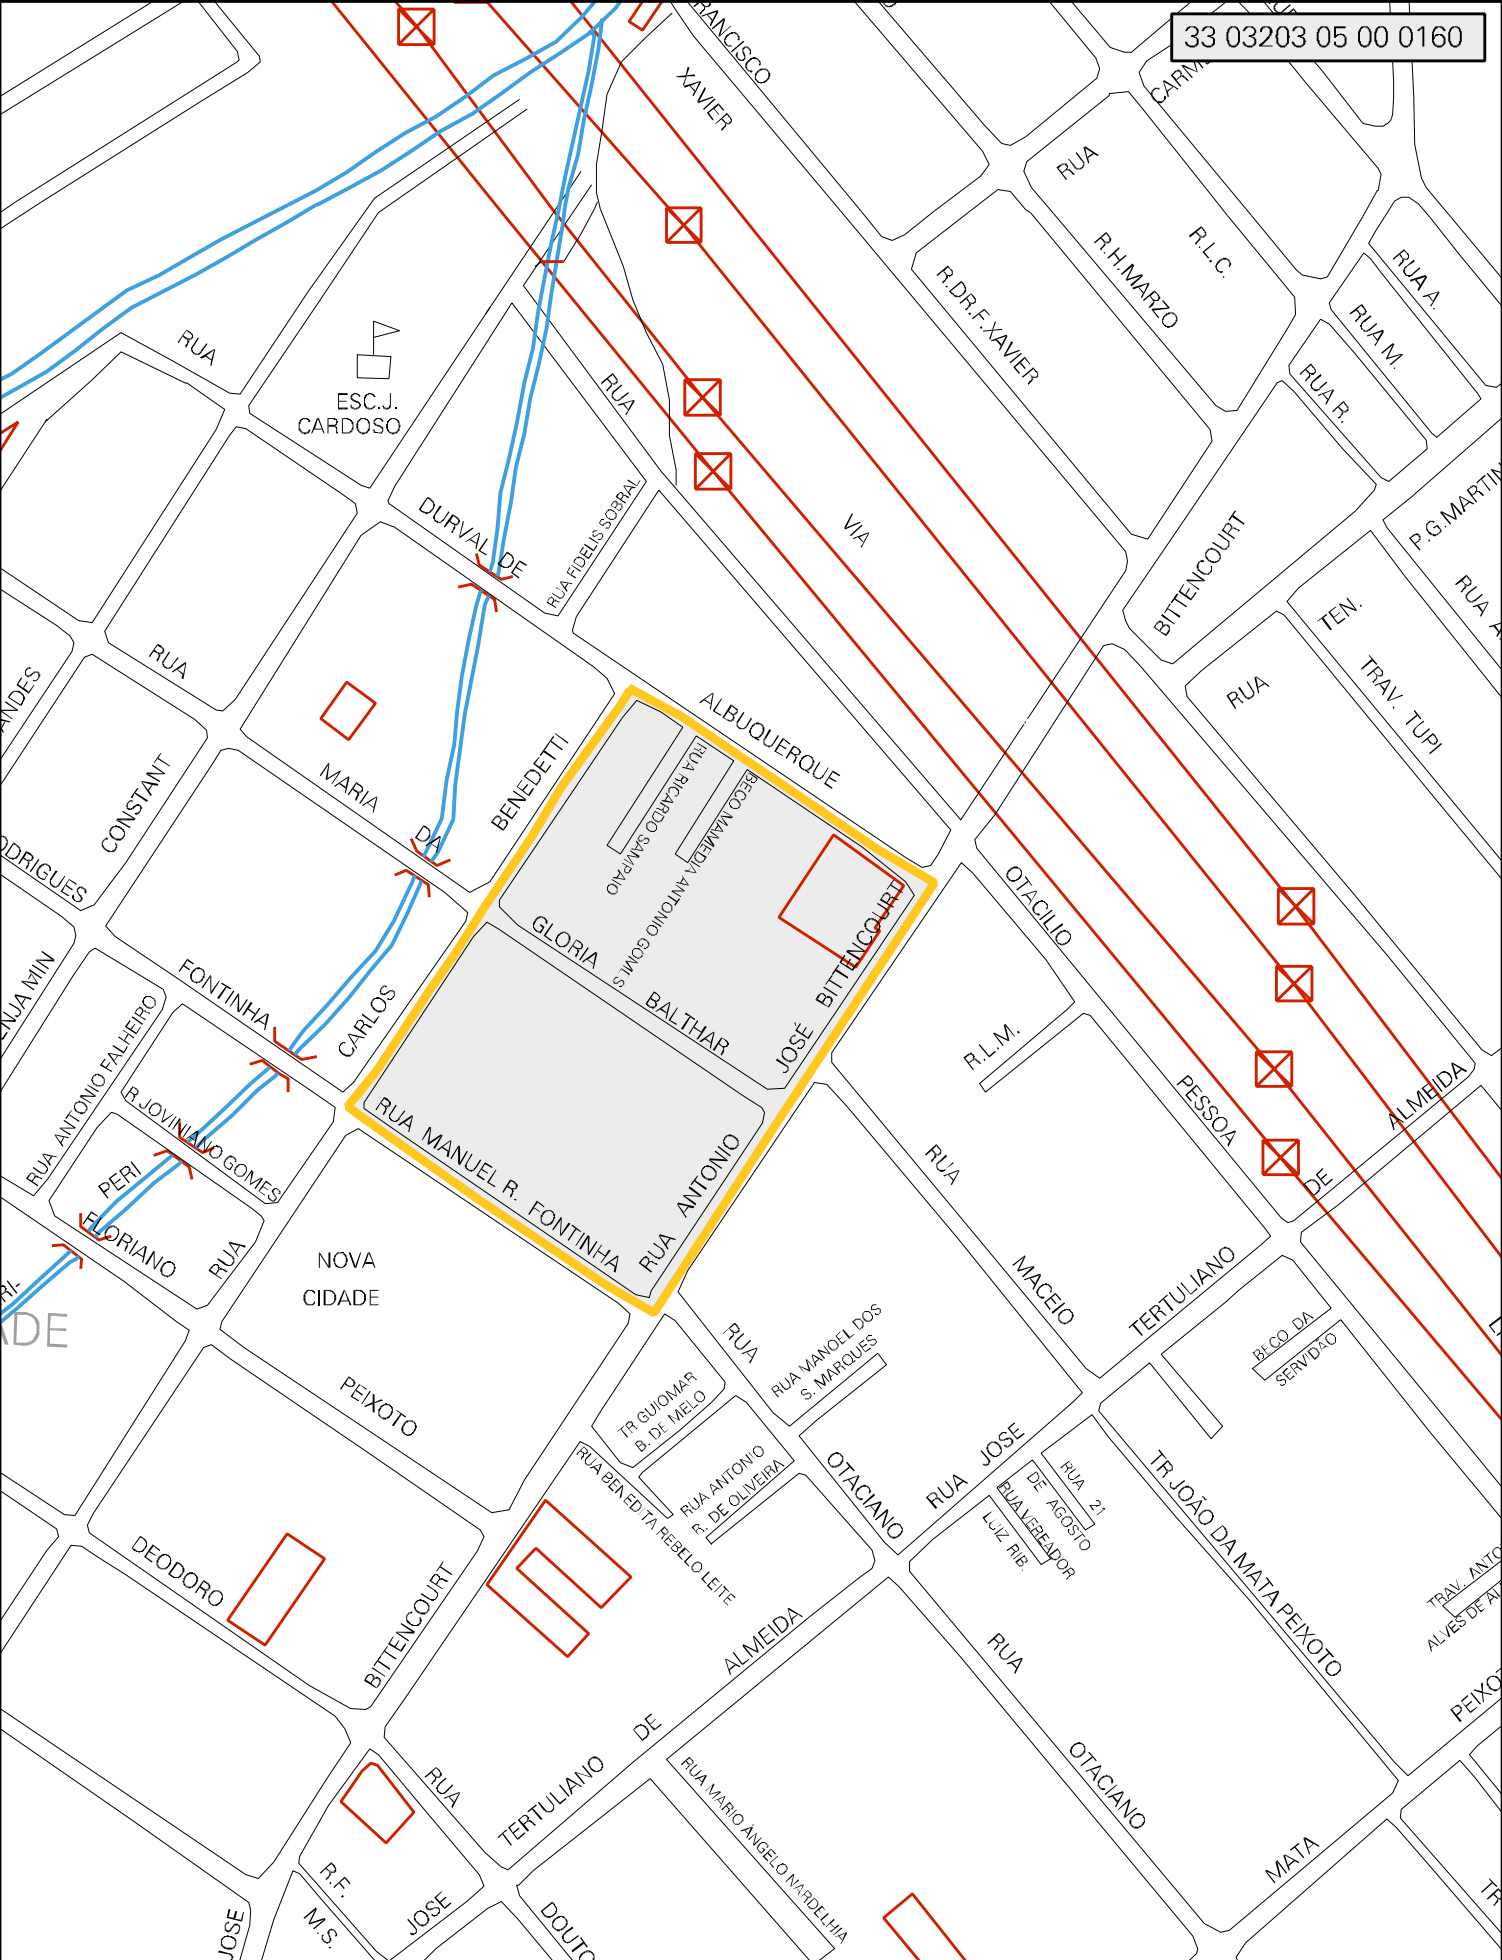 33 03203 05 00 0160
FRANCISCO
XAVIER
RUA
R.L.C.
R.H.MARZO
R.DR.F.XAVIER
RUA A.
RUA M.
RUA R.
RUA
ESC.J.
CARDOSO
RUA
DURVAL DE
RUA FIDELIS SOBRAL
VIA
BITTENCOURT
P.G.MARTIN
TEN.
RUA
TRAV. TUPI
RUA
ALBUQUERQUE
MARIA
DA
BENEDETTI
CONSTANT
RUA RICARDO SAMPAIO
BECO MAMEDIA ANTONIO GOMES
GLORIA
BALTHAR
JOSÉ
BITTENCOURT
OTACILIO
PESSOA
FONTINHA
CARLOS
RUA ANTONIO FALHEIRO
R.JOVINIANO GOMES
PERI
FLORIANO
RUA
RUA MANUEL R. FONTINHA
RUA
ANTONIO
R.L.M.
ALMEIDA
DE
TERTULIANO
RUA
MACEIO
NOVA
CIDADE
PEIXOTO
RUA
RUA MANOEL DOS
S. MARQUES
BECO DA
SERVIDÃO
TR GUIOMAR
B. DE MELO
RUA ANTONIO
R. DE OLIVEIRA
RUA BENEDITA REBELO LEITE
OTACIANO
RUA JOSE
RUA 21
DE AGOSTO
RUA VEREADOR
LUIZ RIB.
TR JOÃO DA MATA PEIXOTO
TRAV. ANTO
ALVES DE AL
PEIXOT
DEODORO
BITTENCOURT
ALMEIDA
DE
TERTULIANO
RUA
RUA
OTACIANO
RUA MARIO ÂNGELO NARDELHIA
MATA
R.F.
M.S.
JOSE
JOSE
DOUTO
TR